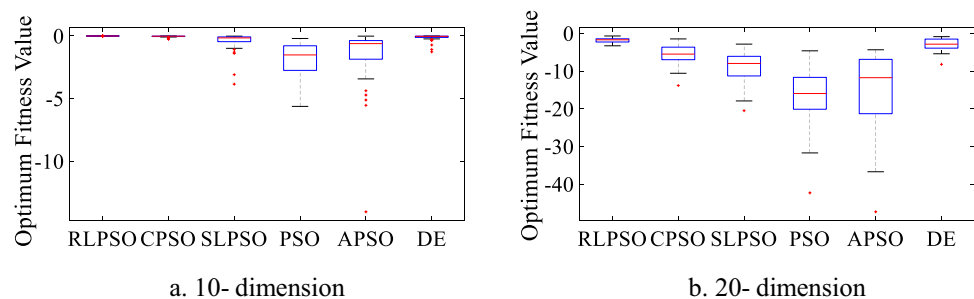 Optimum Fitness Value
0
-5
-10
RLPSO CPSO SLPSO PSO APSO DE
a. 10- dimension
Optimum Fitness Value
0
-10
-20
-30
-40
RLPSO CPSO SLPSO PSO APSO DE
b. 20- dimension